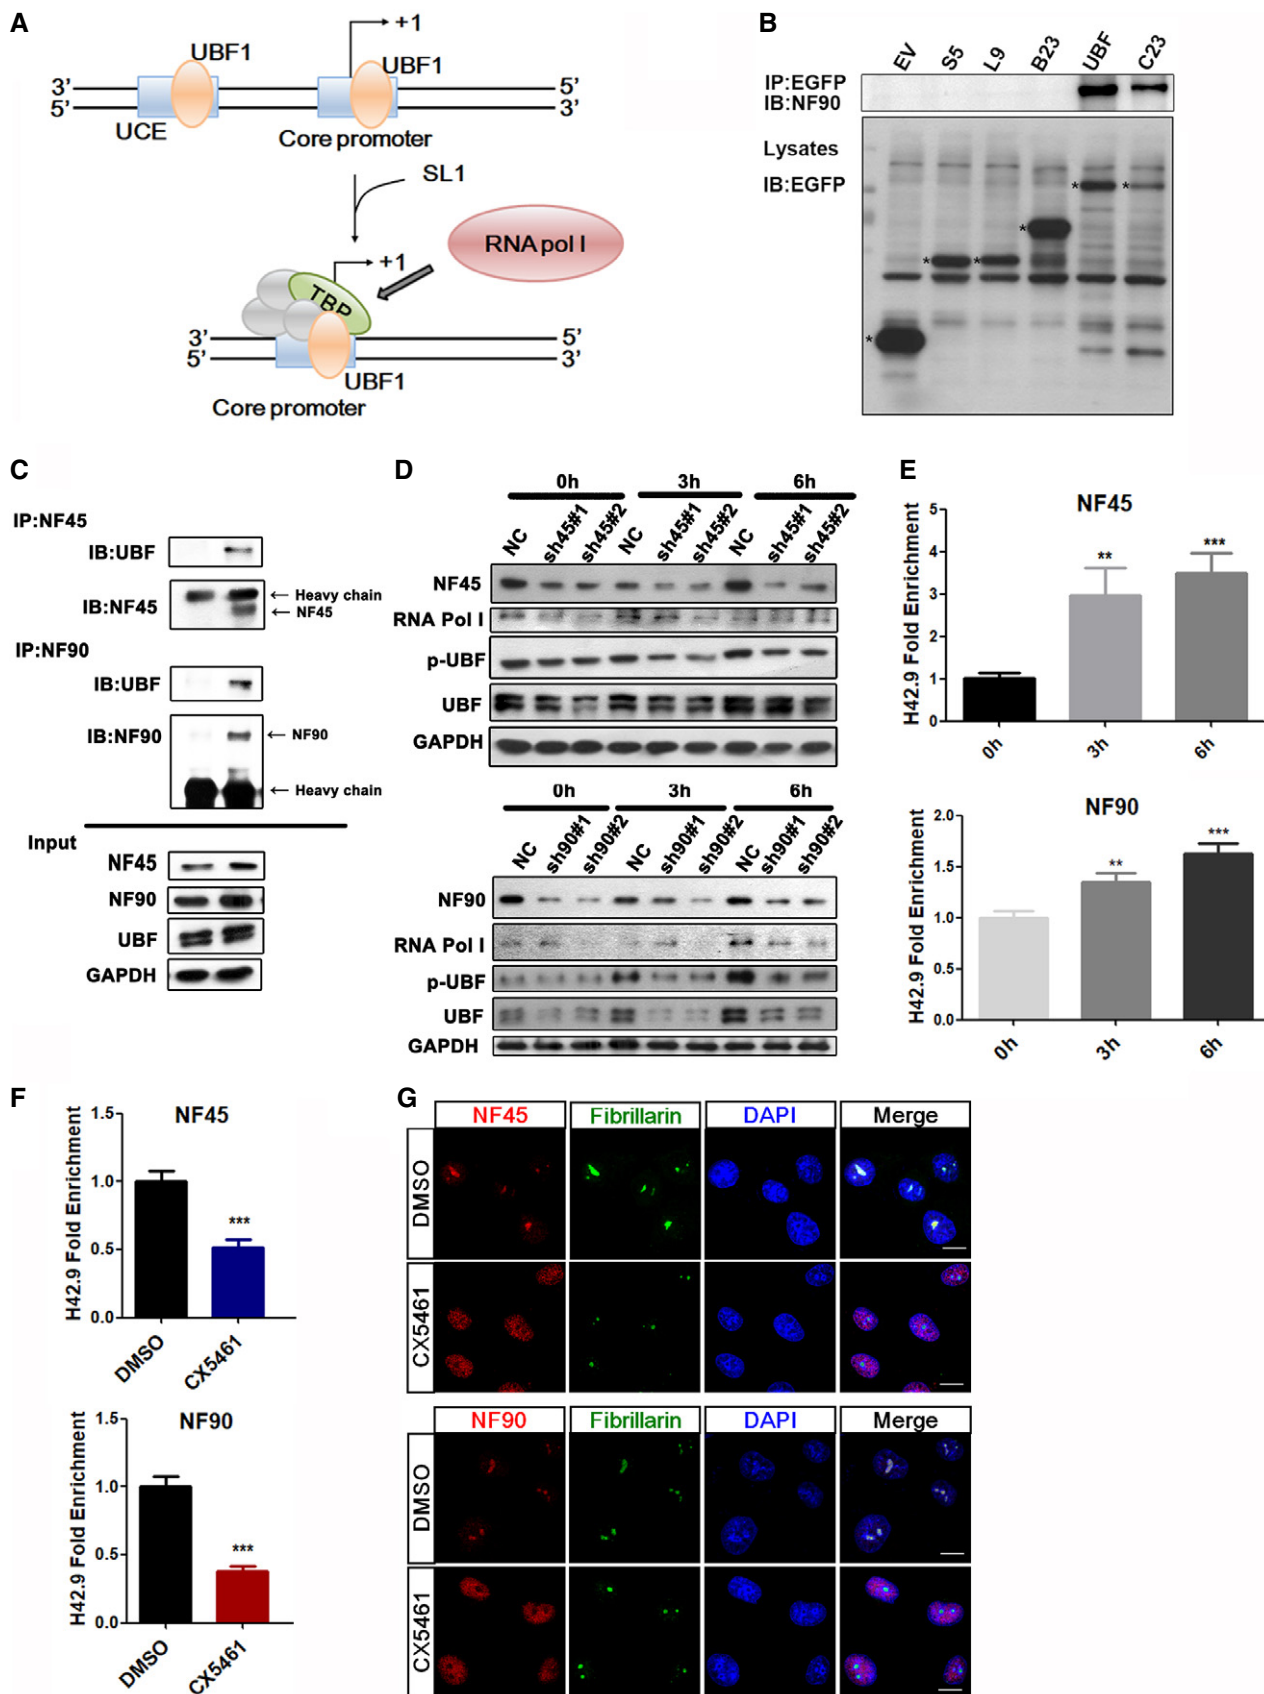 A
+1
UBF1
UBF1
3'
5'
5'
3'
UCE
Core promoter
SL1
RNA pol I
+1
TBP
3'
5'
5'
3'
UBF1
Core promoter
B
EV S5 L9 B23 UBF C23
IP:EGFP
IB:NF90
Lysates
IB:EGFP
*
*
*
*
*
*
C
IP:NF45
IB:UBF
IB:NF45
← Heavy chain
← NF45
IP:NF90
IB:UBF
IB:NF90
← NF90
← Heavy chain
Input
NF45
NF90
UBF
GAPDH
D
0h 3h 6h
NC sh45#1 sh45#2 NC sh45#1 sh45#2 NC sh45#1 sh45#2
NF45
RNA Pol I
p-UBF
UBF
GAPDH
0h 3h 6h
NC sh90#1 sh90#2 NC sh90#1 sh90#2 NC sh90#1 sh90#2
NF90
RNA Pol I
p-UBF
UBF
GAPDH
E
NF45
H42.9 Fold Enrichment
5
4
3
2
1
0
**
***
0h 3h 6h
NF90
H42.9 Fold Enrichment
2.0
1.5
1.0
0.5
0.0
**
***
0h 3h 6h
F
NF45
H42.9 Fold Enrichment
1.5
1.0
0.5
0.0
***
DMSO CX5461
NF90
H42.9 Fold Enrichment
1.5
1.0
0.5
0.0
***
DMSO CX5461
G
NF45 Fibrillarin DAPI Merge
DMSO
CX5461
NF90 Fibrillarin DAPI Merge
DMSO
CX5461